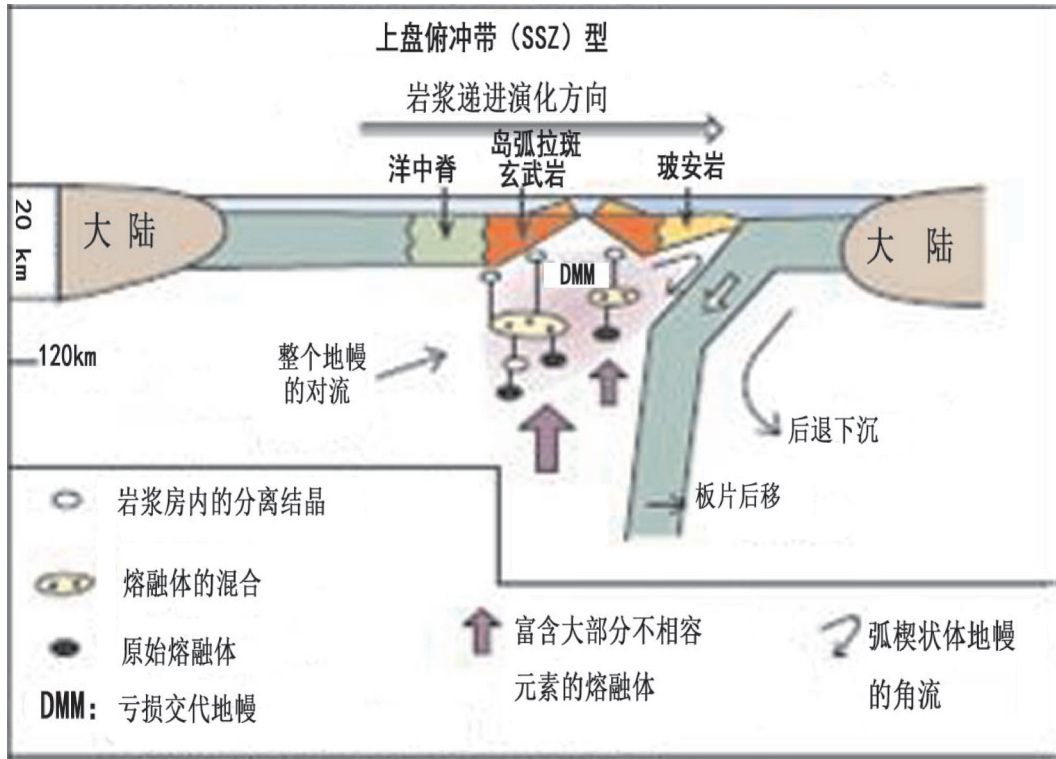 上盘俯冲带（SSZ）型
岩浆递进演化方向
洋中脊
岛弧拉斑
玄武岩
玻安岩
20 km
大 陆
大 陆
DMM
120km
整个地幔
的对流
后退下沉
板片后移
岩浆房内的分离结晶
熔融体的混合
原始熔融体
DMM: 亏损交代地幔
富含大部分不相容
元素的熔融体
弧楔状体地幔
的角流